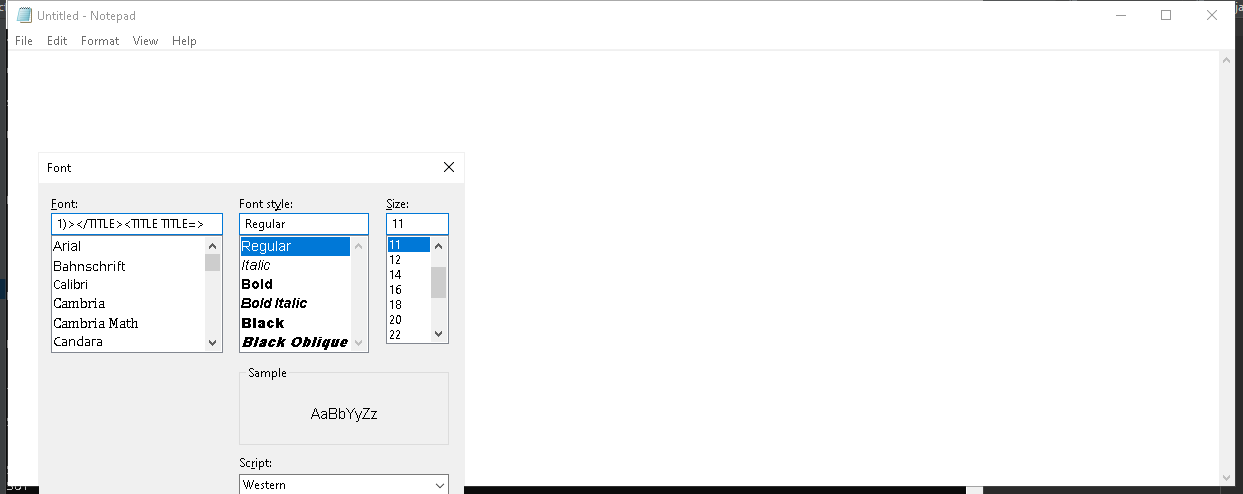 Untitled - Notepad
File Edit Format View Help
Font
Font: Font style: Size:
1)></TITLE><TITLE TITLE=> Regular 11
Arial Regular 11
Bahnschrift Italic 12
Calibri Bold 14
Cambria Bold Italic 16
Cambria Math Black 18
Candara Black Oblique 20
22
Sample
AaBbYyZz
Script:
Western